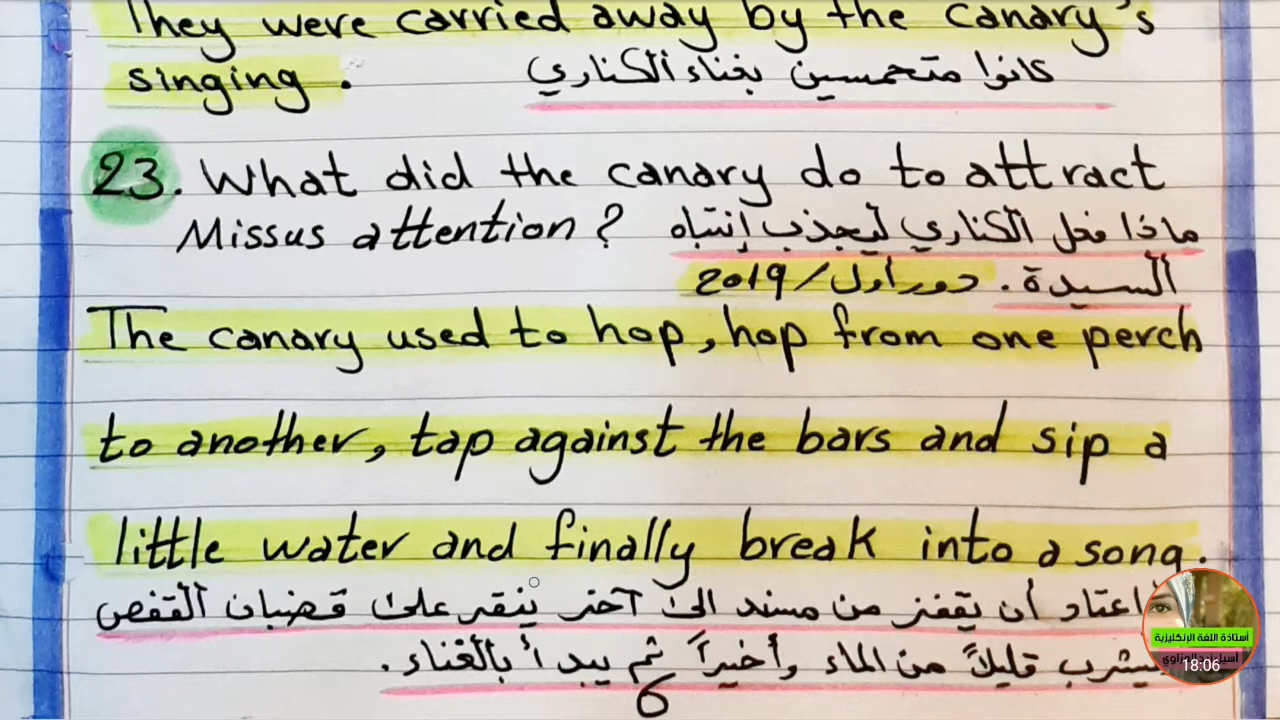 They were carried away by the canary's
singing .
كانوا متحمسين بغناء الكناري
23. What did the canary do to attract
Missus attention ? ماذا فعل الكناري ليجذب إنتباه
السيدة . دور أول / 2019
The canary used to hop, hop from one perch
to another, tap against the bars and sip a
little water and finally break into a song .
أعتاد أن يقفز من مسند الى آخر ينقر على قضبان القفص
يشرب قليلاً من الماء وأخيراً ثم يبدأ بالغناء .
6
أستاذة اللغة الإنكليزية
18:06